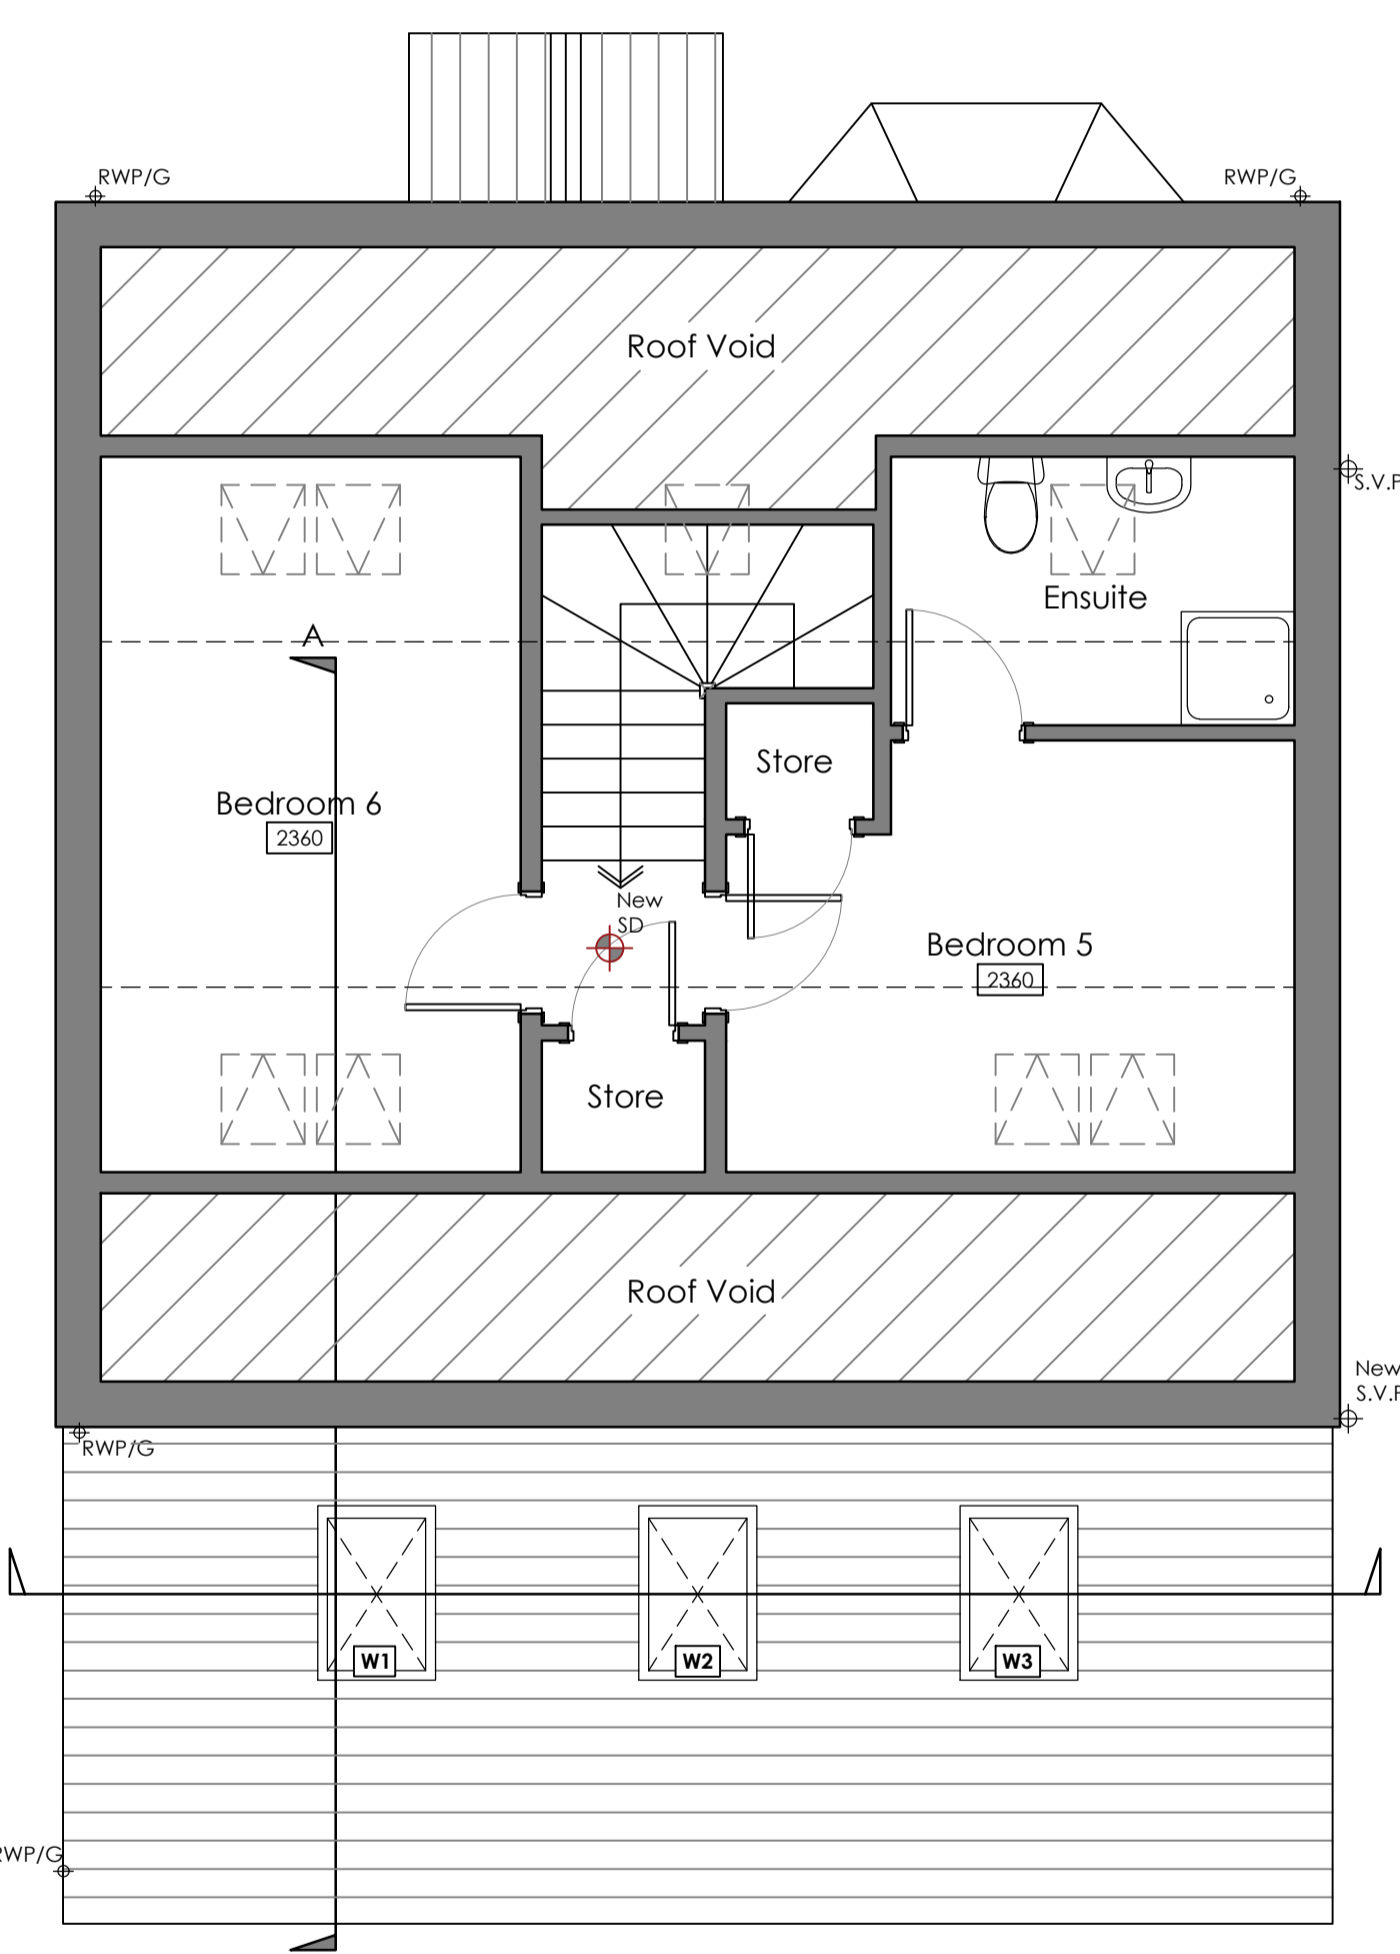 RWP/G
RWP/G
Roof Void
S.V.P
Ensuite
A
Store
Bedroom 6
2360
New
SD
Bedroom 5
2360
Store
Roof Void
New
S.V.P
RWP/G
W1
W2
W3
RWP/G